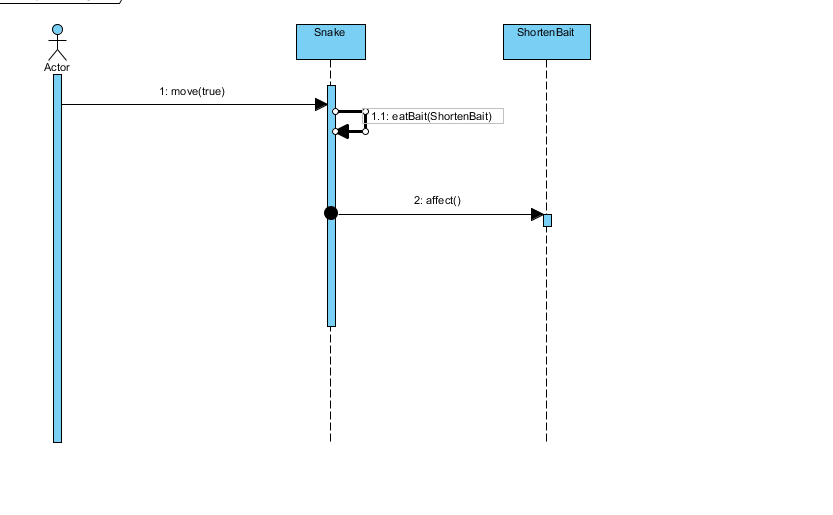 Snake
ShortenBait
Actor
1: move(true)
1.1: eatBait(ShortenBait)
2: affect()